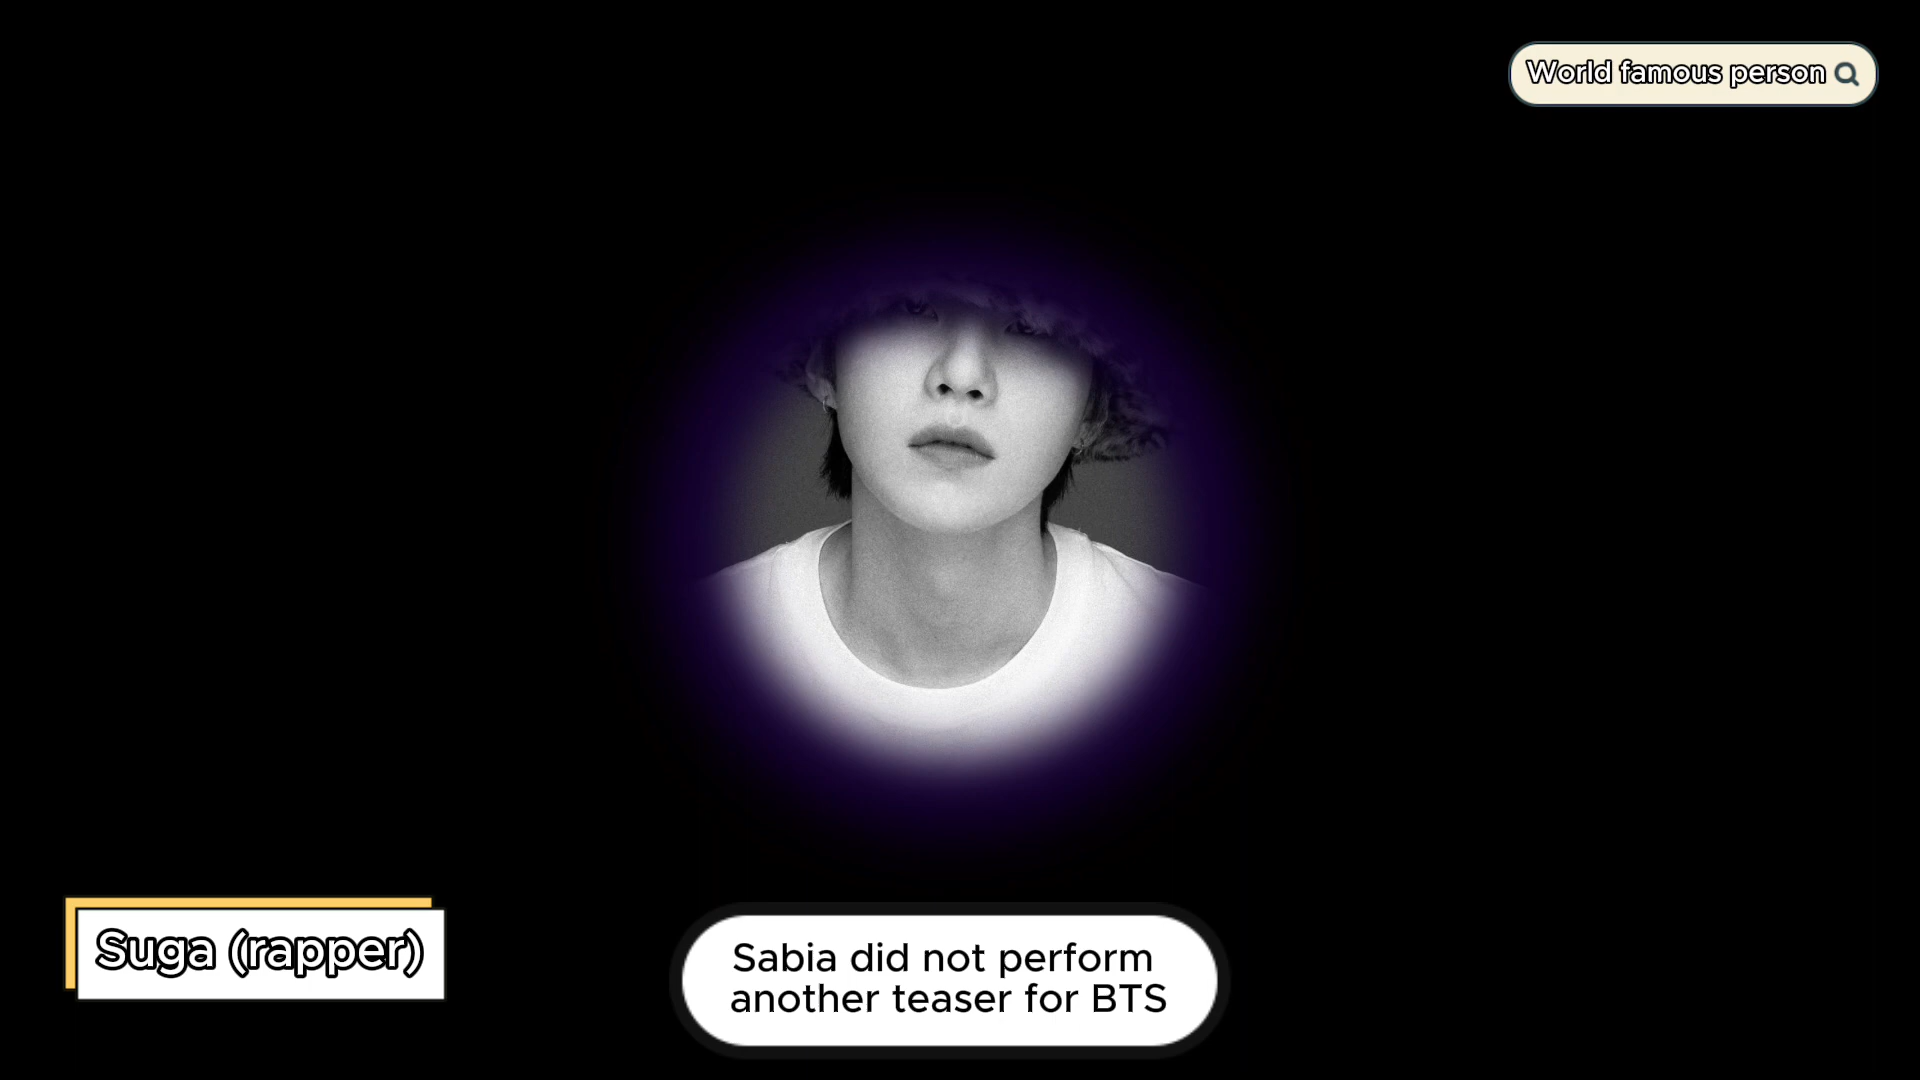 World famous person
Suga (rapper)
Sabia did not perform
another teaser for BTS